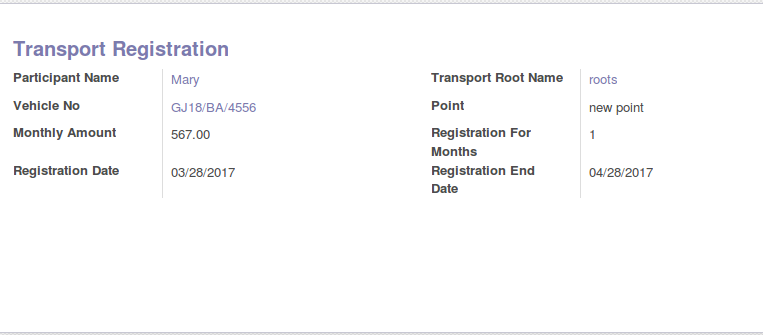 Transport Registration
Participant Name Mary Transport Root Name roots
Vehicle No GJ18/BA/4556 Point new point
Monthly Amount 567.00 Registration For 1
Months
Registration Date 03/28/2017 Registration End 04/28/2017
Date